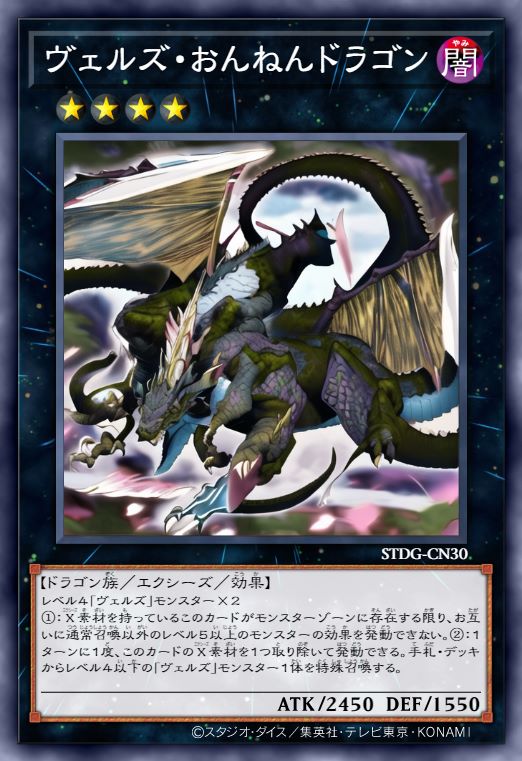 ヴェルズ・おんねんドラゴン
やみ
闇
STDG-CN30
【ドラゴン族／エクシーズ／効果】
レベル４「ヴェルズ」モンスター×２
①：Ｘ素材を持っているこのカードがモンスターゾーンに存在する限り、お互
いに通常召喚以外のレベル５以上のモンスターの効果を発動できない。②：１
ターンに１度、このカードのＸ素材を１つ取り除いて発動できる。手札・デッキ
からレベル４以下の「ヴェルズ」モンスター１体を特殊召喚する。
ATK/2450 DEF/1550
©スタジオ・ダイス／集英社・テレビ東京・KONAMI